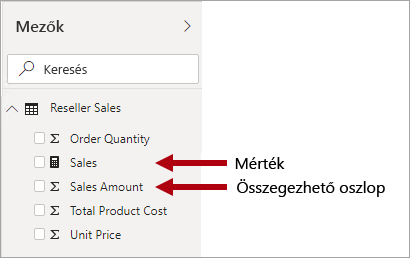 Mezők
Keresés
Reseller Sales
Σ Order Quantity
Sales
Mérték
Σ Sales Amount
Összegezhető oszlop
Σ Total Product Cost
Σ Unit Price